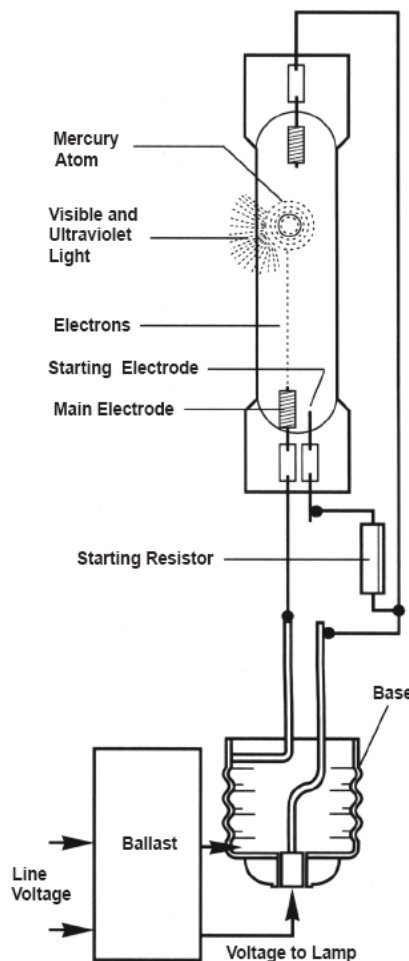 Mercury
Atom
Visible and
Ultraviolet
Light
Electrons
Starting Electrode
Main Electrode
Starting Resistor
Base
Ballast
Line
Voltage
Voltage to Lamp